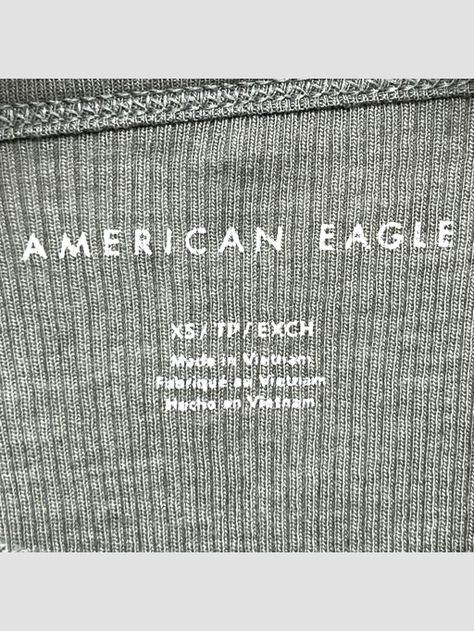 AMERICAN EAGLE
XS / TP / EXCH
Made in Vietnam
Fabriqué au Vietnam
Hecho en Vietnam